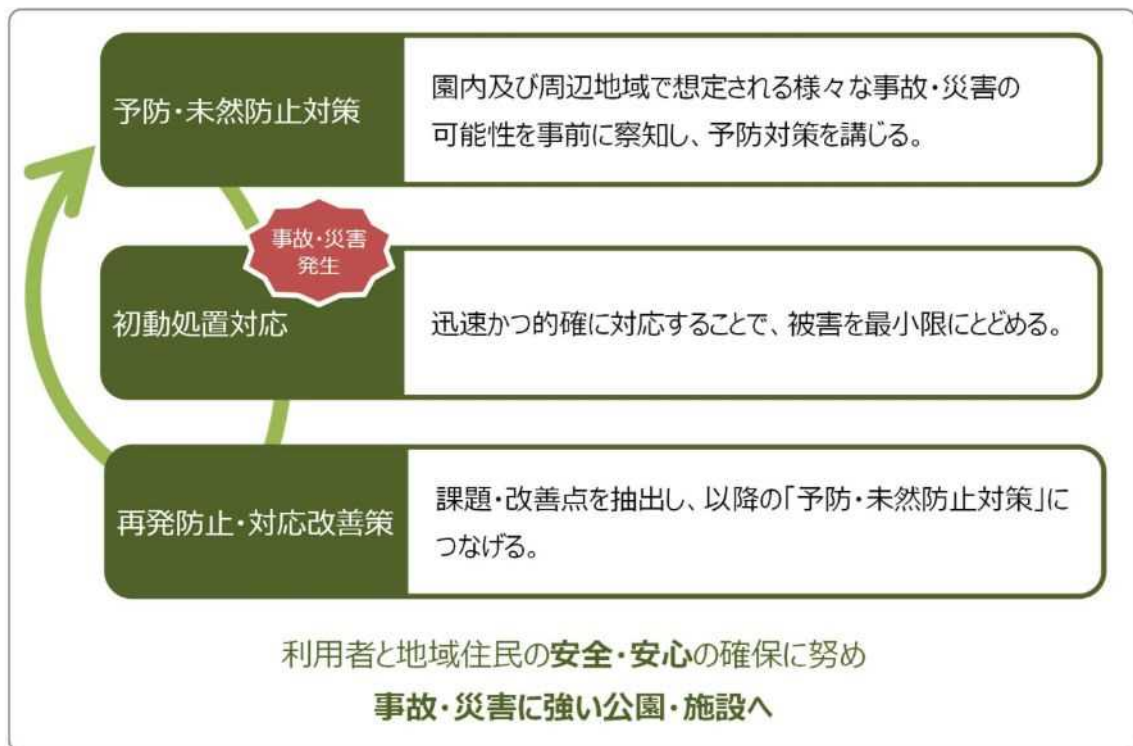 予防・未然防止対策
園内及び周辺地域で想定される様々な事故・災害の
可能性を事前に察知し、予防対策を講じる。
事故・災害
発生
初動処置対応
迅速かつ的確に対応することで、被害を最小限にとどめる。
再発防止・対応改善策
課題・改善点を抽出し、以降の「予防・未然防止対策」に
つなげる。
利用者と地域住民の安全・安心の確保に努め
事故・災害に強い公園・施設へ